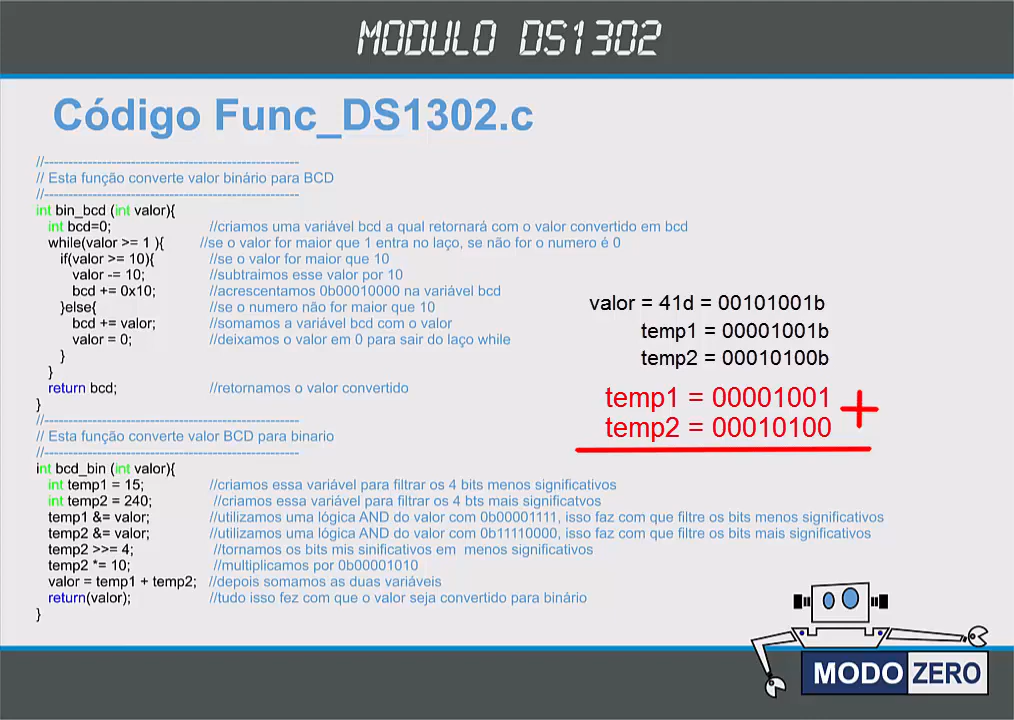 MODULO DS1302
Código Func_DS1302.c
//-----------------------------------------------------
// Esta função converte valor binário para BCD
//-----------------------------------------------------
int bin_bcd (int valor){
int bcd=0; //criamos uma variável bcd a qual retornará com o valor convertido em bcd
while(valor >= 1 ){ //se o valor for maior que 1 entra no laço, se não for o numero é 0
if(valor >= 10){ //se o valor for maior que 10
valor -= 10; //subtraimos esse valor por 10
bcd += 0x10; //acrescentamos 0b00010000 na variável bcd
}else{ //se o numero não for maior que 10
bcd += valor; //somamos a variável bcd com o valor
valor = 0; //deixamos o valor em 0 para sair do laço while
}
}
return bcd; //retornamos o valor convertido
}
//-----------------------------------------------------
// Esta função converte valor BCD para binario
//-----------------------------------------------------
int bcd_bin (int valor){
int temp1 = 15; //criamos essa variável para filtrar os 4 bits menos significativos
int temp2 = 240; //criamos essa variável para filtrar os 4 bts mais significatvos
temp1 &= valor; //utilizamos uma lógica AND do valor com 0b00001111, isso faz com que filtre os bits menos significativos
temp2 &= valor; //utilizamos uma lógica AND do valor com 0b11110000, isso faz com que filtre os bits mais significativos
temp2 >>= 4; //tornamos os bits mis sinificativos em menos significativos
temp2 *= 10; //multiplicamos por 0b00001010
valor = temp1 + temp2; //depois somamos as duas variáveis
return(valor); //tudo isso fez com que o valor seja convertido para binário
}
valor = 41d = 00101001b
temp1 = 00001001b
temp2 = 00010100b
temp1 = 00001001 +
temp2 = 00010100
MODO ZERO